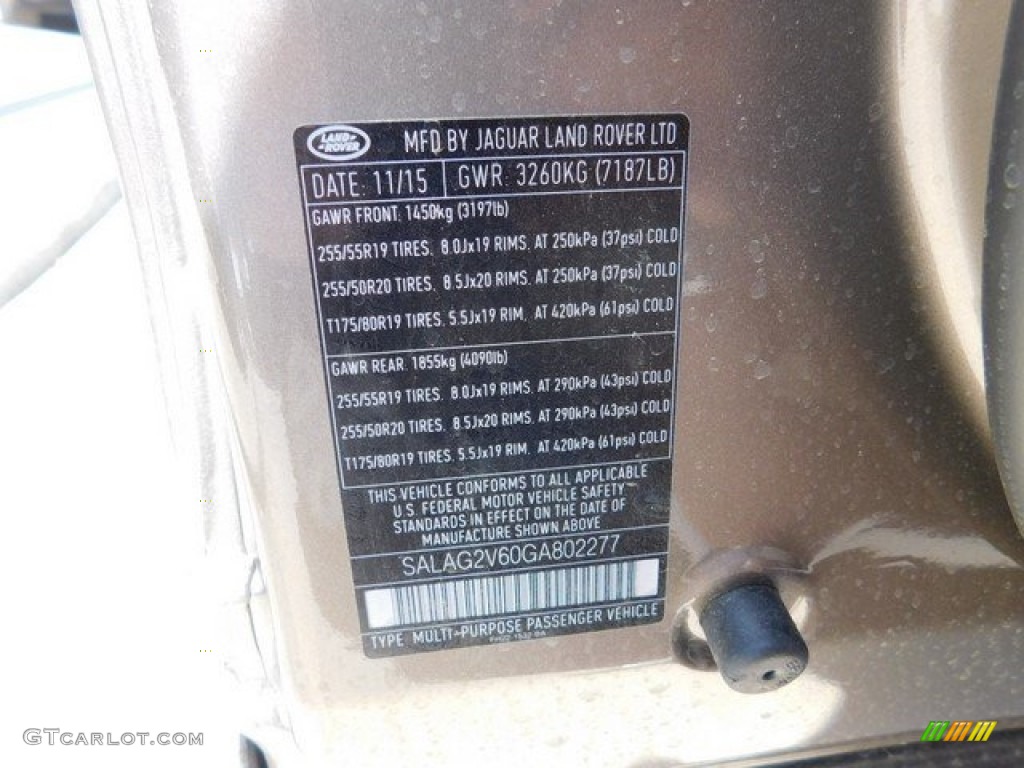 LAND ROVER MFD BY JAGUAR LAND ROVER LTD
DATE: 11/15 GWR: 3260KG (7187LB)
GAWR FRONT. 1450kg (3197lb)
255/55R19 TIRES. 8.0Jx19 RIMS. AT 250kPa (37psi) COLD
255/50R20 TIRES. 8.5Jx20 RIMS. AT 250kPa (37psi) COLD
T175/80R19 TIRES. 5.5Jx19 RIM. AT 420kPa (61psi) COLD
GAWR REAR. 1855kg (4090lb)
255/55R19 TIRES. 8.0Jx19 RIMS. AT 290kPa (43psi) COLD
255/50R20 TIRES. 8.5Jx20 RIMS. AT 290kPa (43psi) COLD
T175/80R19 TIRES. 5.5Jx19 RIM. AT 420kPa (61psi) COLD
THIS VEHICLE CONFORMS TO ALL APPLICABLE
U.S. FEDERAL MOTOR VEHICLE SAFETY
STANDARDS IN EFFECT ON THE DATE OF
MANUFACTURE SHOWN ABOVE
SALAG2V60GA802277
TYPE. MULTI-PURPOSE PASSENGER VEHICLE
GTcarlot.com